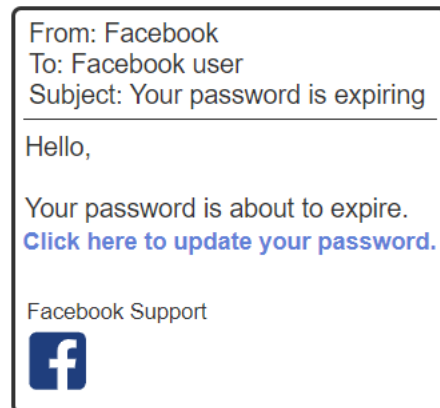 From: Facebook
To: Facebook user
Subject: Your password is expiring
Hello,
Your password is about to expire.
Click here to update your password.
Facebook Support
f